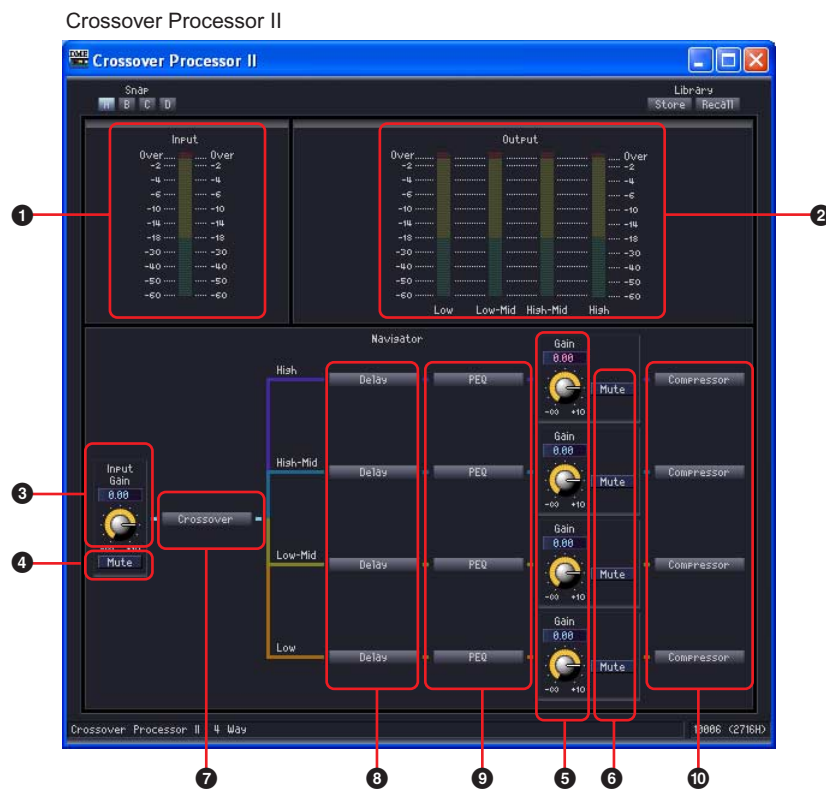 Crossover Processor II
Crossover Processor II
Snap
A B C D
Library
Store Recall
Input
Output
Over Over
-2 -2
-4 -4
-6 -6
-10 -10
-14 -14
-18 -18
-30 -30
-40 -40
-50 -50
-60 -60
Over Over
-2 -2
-4 -4
-6 -6
-10 -10
-14 -14
-18 -18
-30 -30
-40 -40
-50 -50
-60 -60
Low Low-Mid High-Mid High
1
2
Navigator
High
Delay
PEQ
Gain
0.00
-∞ +10
Mute
Compressor
High-Mid
Delay
PEQ
Gain
0.00
-∞ +10
Mute
Compressor
3
Input
Gain
0.00
4
Mute
Crossover
Low-Mid
Delay
PEQ
Gain
0.00
-∞ +10
Mute
Compressor
Low
Delay
PEQ
Gain
0.00
-∞ +10
Mute
Compressor
Crossover Processor II 4 Way
10006 (2716H)
7 8 9 5 6 10